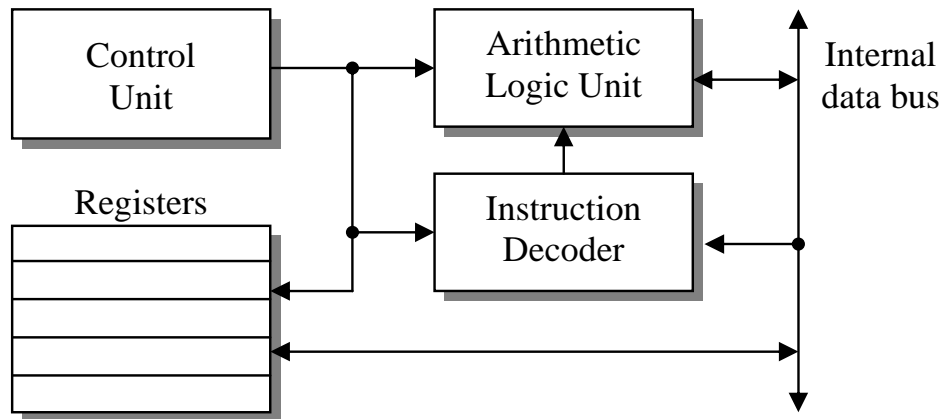 Control
Unit
Arithmetic
Logic Unit
Internal
data bus
Registers
Instruction
Decoder